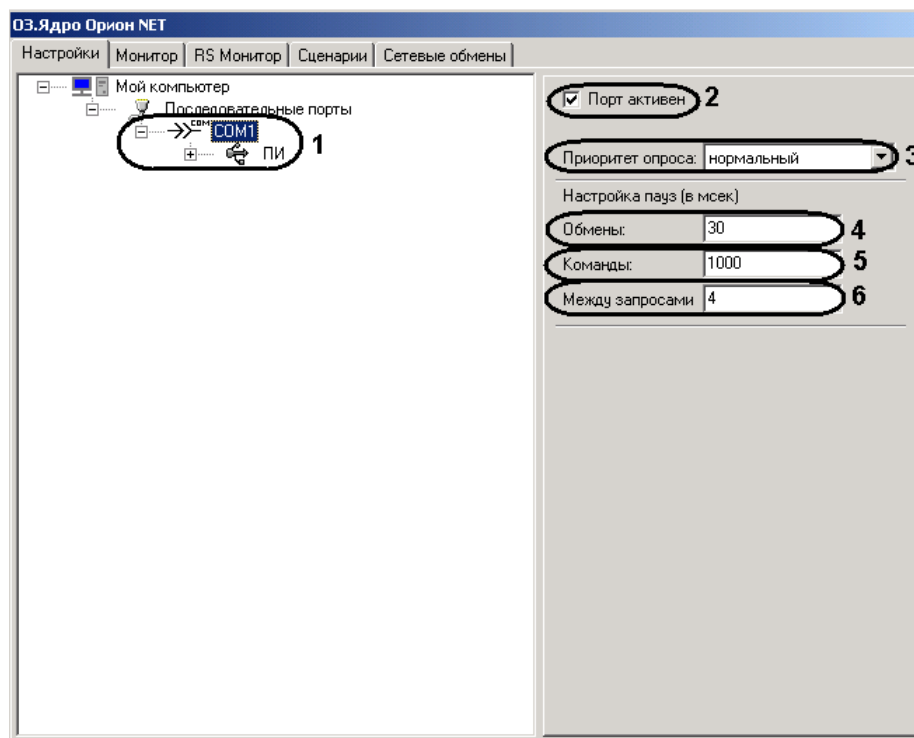 ОЗ.Ядро Орион NET
Настройки Монитор RS Монитор Сценарии Сетевые обмены
Мой компьютер
Последовательные порты
COM1 1
ПИ
Порт активен 2
Приоритет опроса: нормальный 3
Настройка пауз (в мсек)
Обмены: 30 4
Команды: 1000 5
Между запросами 4 6